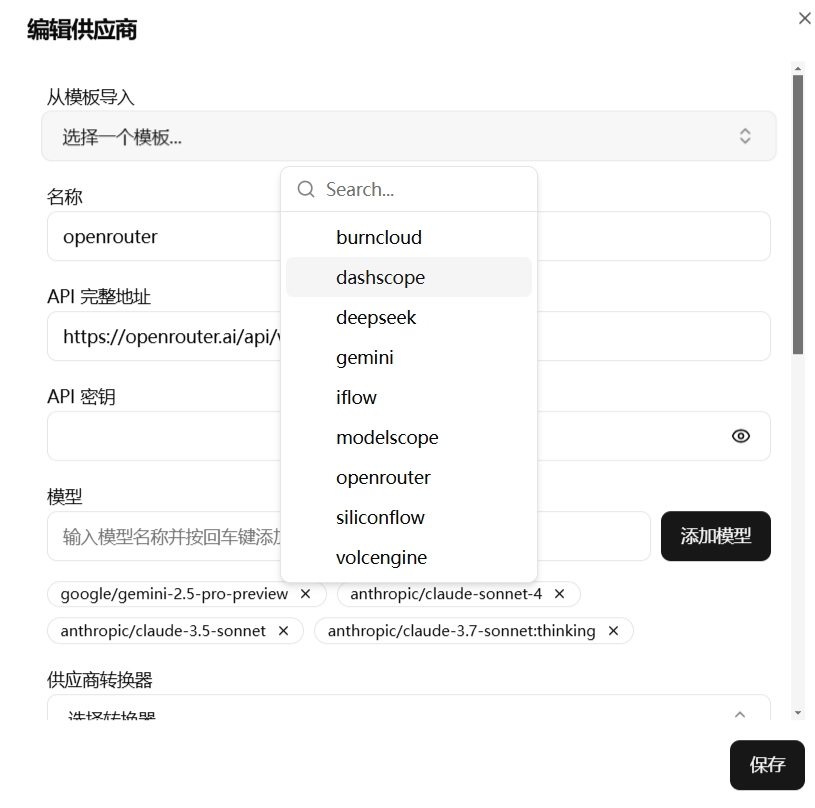 编辑供应商
从模板导入
选择一个模板...
Search...
burncloud
dashscope
deepseek
gemini
iflow
modelscope
openrouter
siliconflow
volcengine
名称
openrouter
API 完整地址
https://openrouter.ai/api/
API 密钥
模型
输入模型名称并按回车键添加
添加模型
google/gemini-2.5-pro-preview
anthropic/claude-sonnet-4
anthropic/claude-3.5-sonnet
anthropic/claude-3.7-sonnet:thinking
供应商转换器
选择转换器
保存